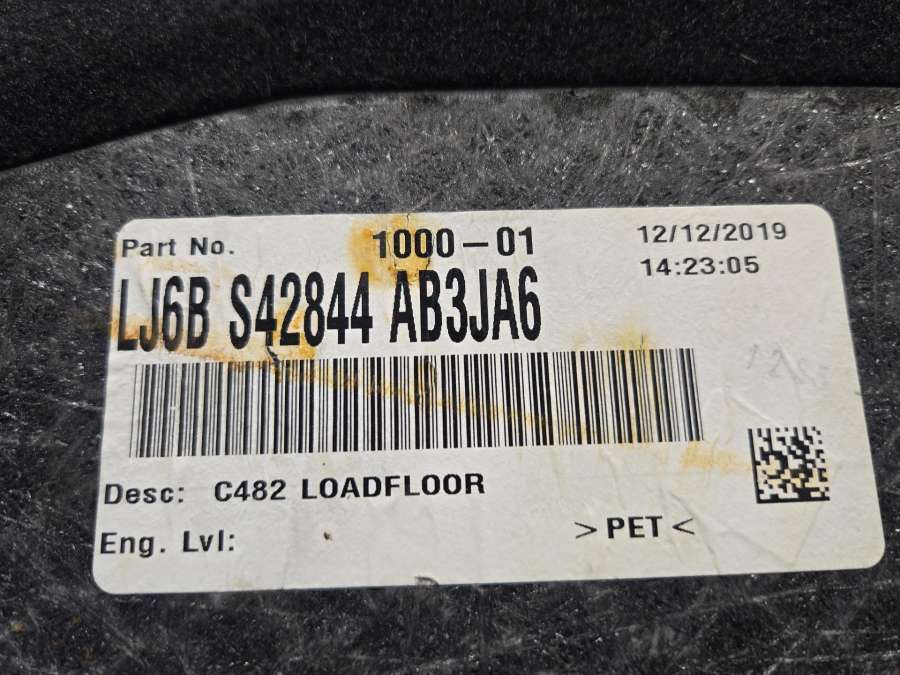 Part No. 1000-01 12/12/2019
14:23:05
LJ6B S42844 AB3JA6
Desc: C482 LOADFLOOR
Eng. Lvl: >PET<